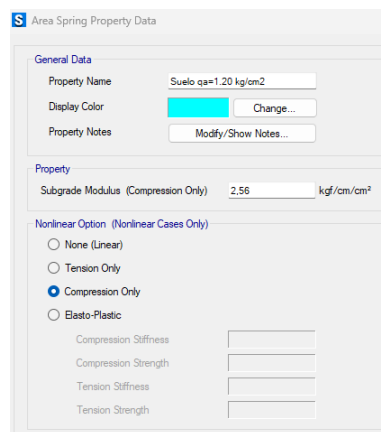 S Area Spring Property Data
General Data
Property Name Suelo qa=1.20 kg/cm2
Display Color Change...
Property Notes Modify/Show Notes...
Property
Subgrade Modulus (Compression Only) 2,56 kgf/cm/cm²
Nonlinear Option (Nonlinear Cases Only)
None (Linear)
Tension Only
Compression Only
Elasto-Plastic
Compression Stiffness
Compression Strength
Tension Stiffness
Tension Strength